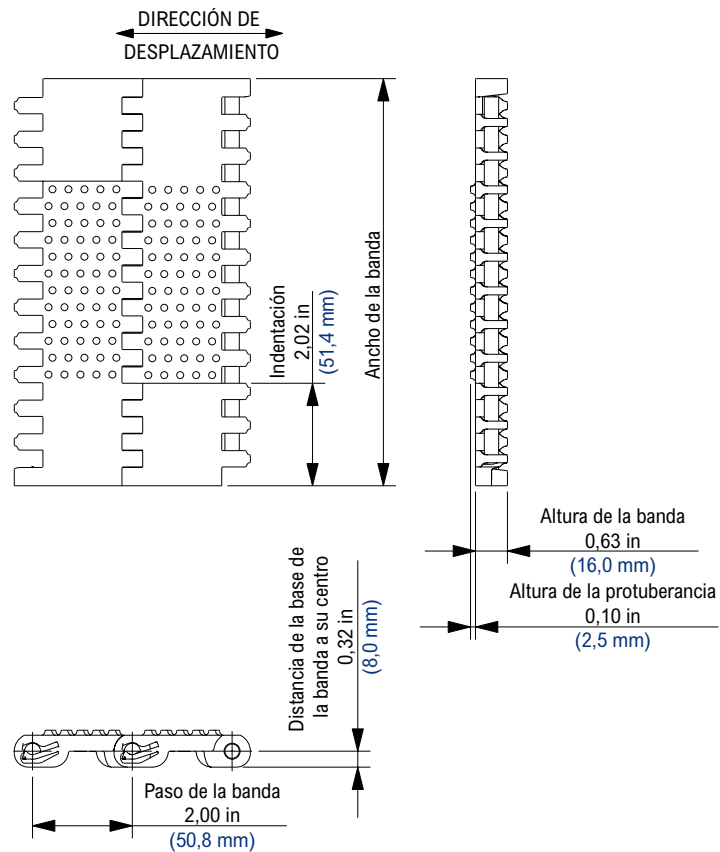 DIRECCIÓN DE
DESPLAZAMIENTO
Indentación
2,02 in
(51,4 mm)
Ancho de la banda
Altura de la banda
0,63 in
(16,0 mm)
Altura de la protuberancia
0,10 in
(2,5 mm)
Distancia de la base de
la banda a su centro
0,32 in
(8,0 mm)
Paso de la banda
2,00 in
(50,8 mm)